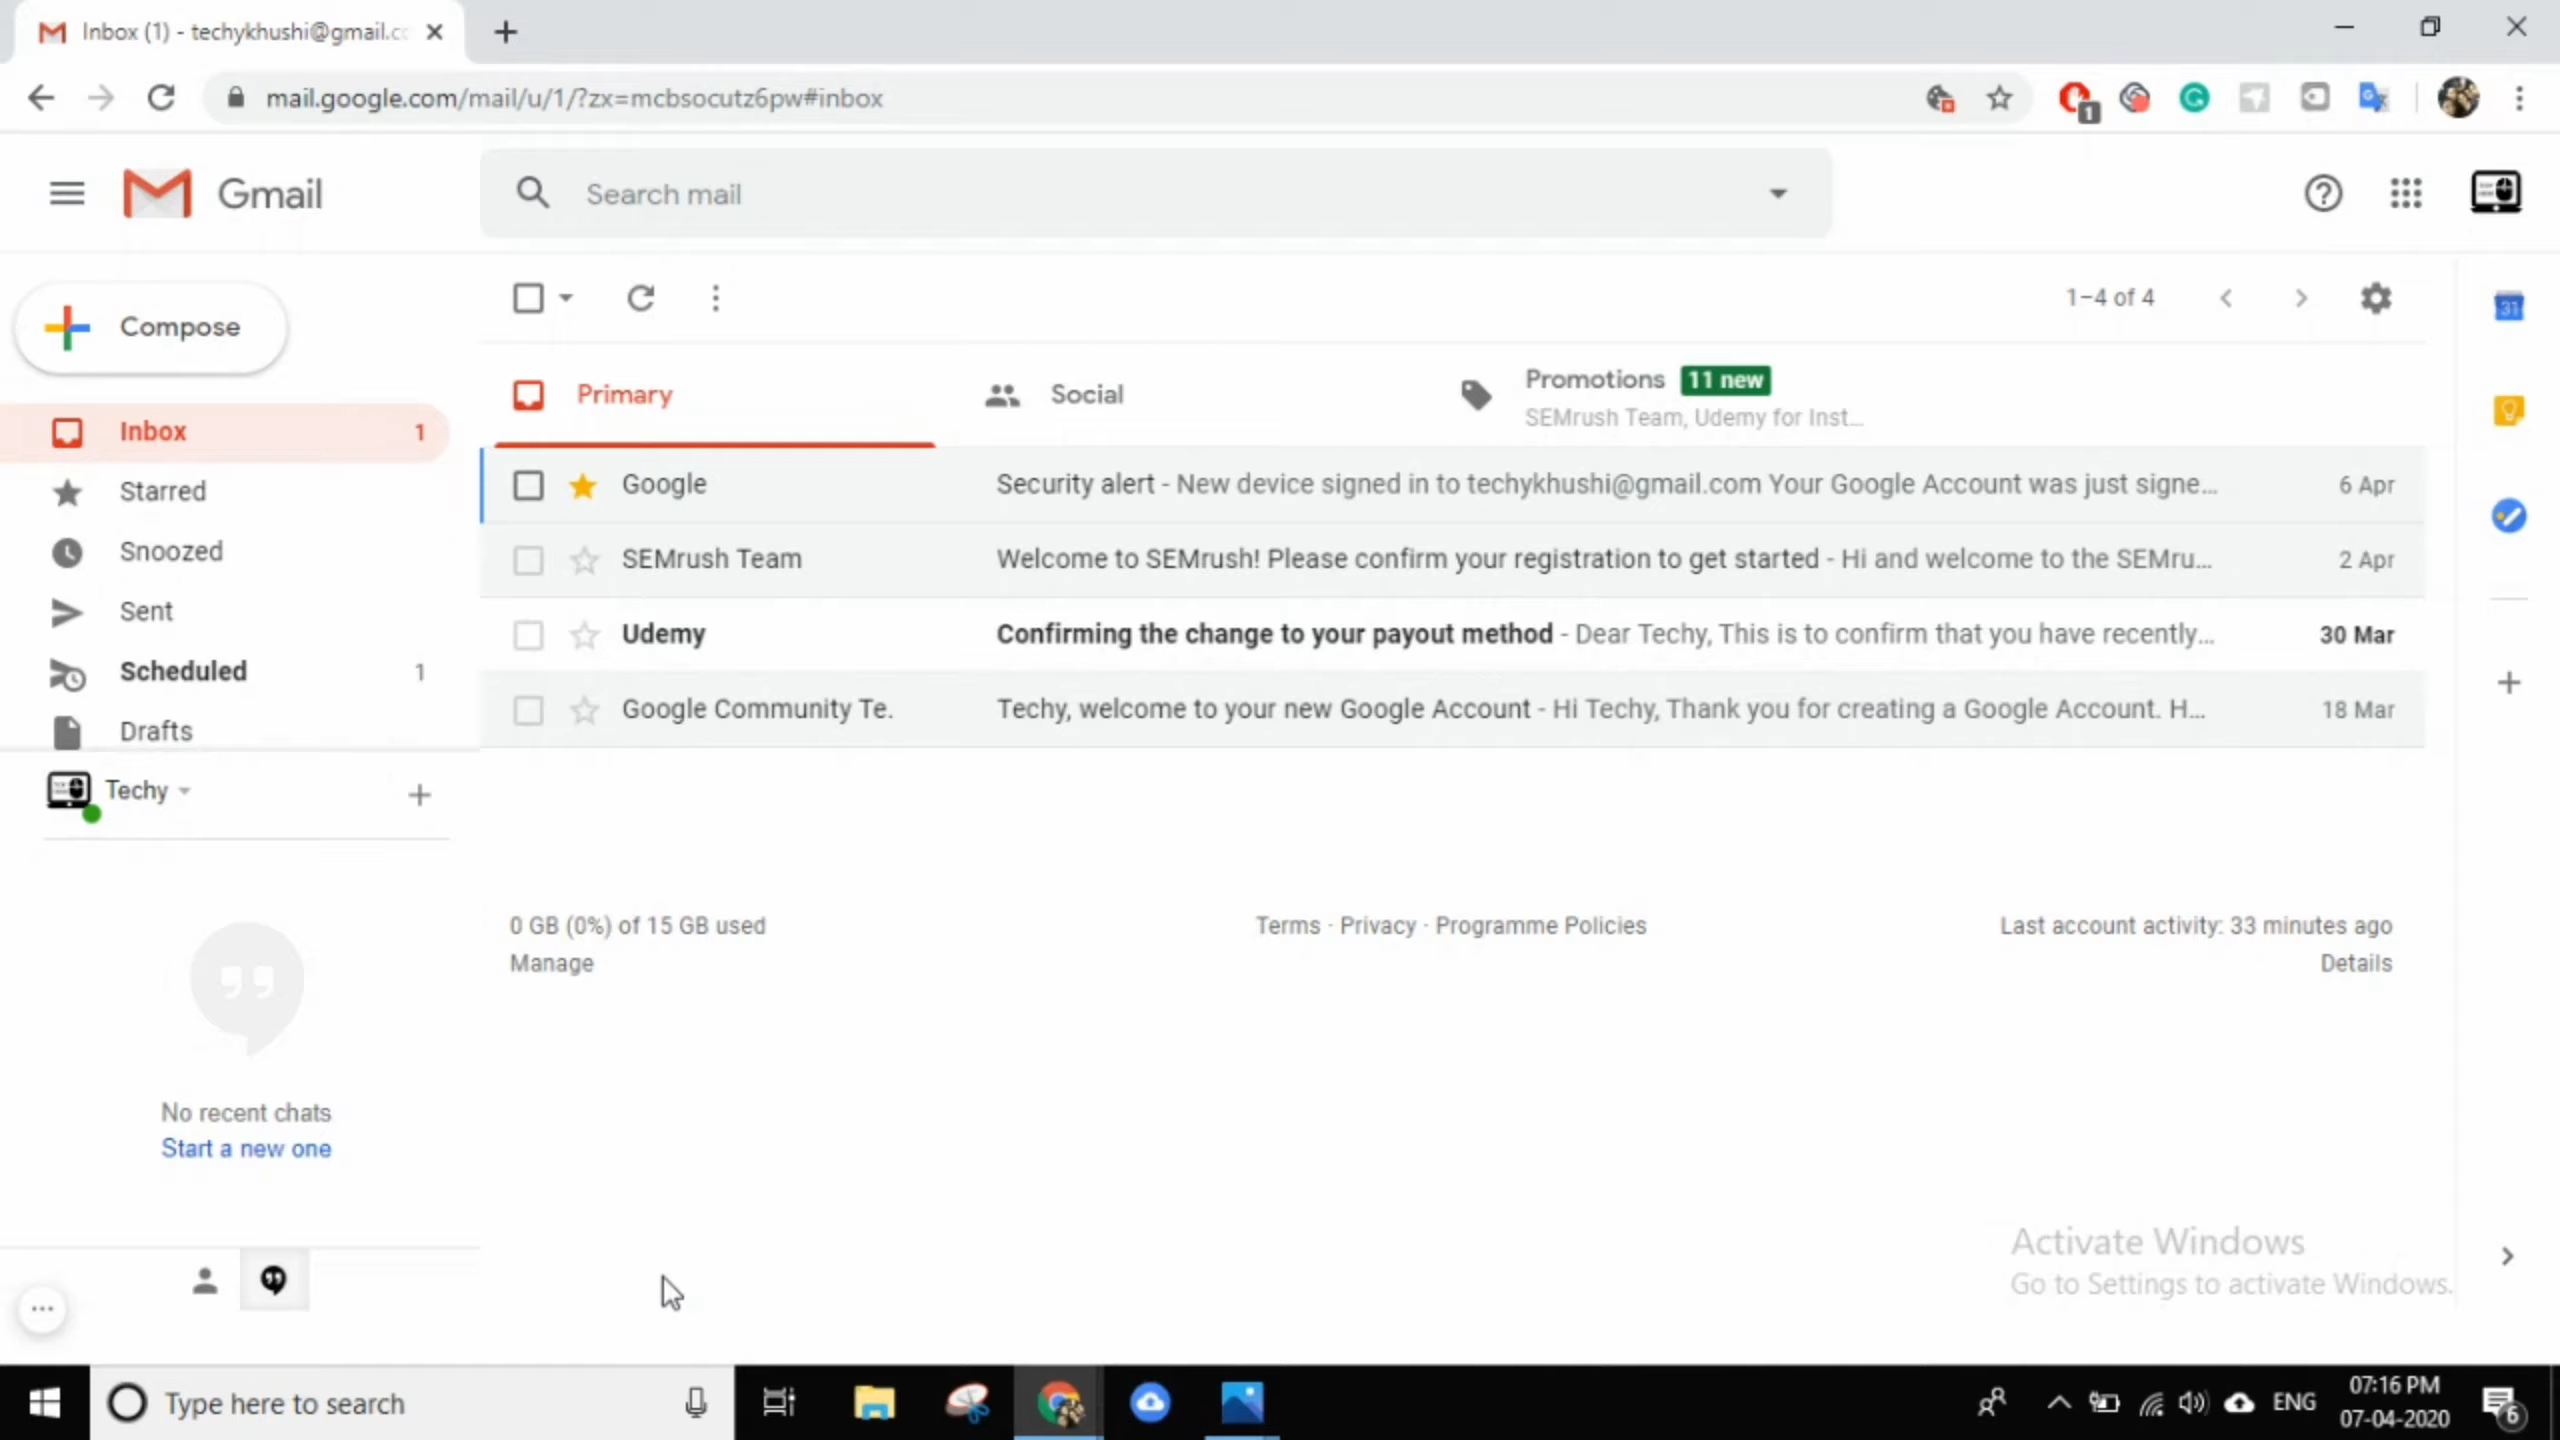 Inbox (1) - techykhushi@gmail.co
mail.google.com/mail/u/1/?zx=mcbsocutz6pw#inbox
1
Gmail
Search mail
Compose
1–4 of 4
31
Primary
Social
Promotions 11 new
SEMrush Team, Udemy for Inst...
Inbox 1
Starred
Snoozed
Sent
Scheduled 1
Drafts
Google Security alert - New device signed in to techykhushi@gmail.com Your Google Account was just signe... 6 Apr
SEMrush Team Welcome to SEMrush! Please confirm your registration to get started - Hi and welcome to the SEMru... 2 Apr
Udemy Confirming the change to your payout method - Dear Techy, This is to confirm that you have recently... 30 Mar
Google Community Te. Techy, welcome to your new Google Account - Hi Techy, Thank you for creating a Google Account. H... 18 Mar
Techy
No recent chats
Start a new one
0 GB (0%) of 15 GB used
Manage
Terms · Privacy · Programme Policies
Last account activity: 33 minutes ago
Details
Activate Windows
Go to Settings to activate Windows.
Type here to search
ENG
07:16 PM
07-04-2020
6